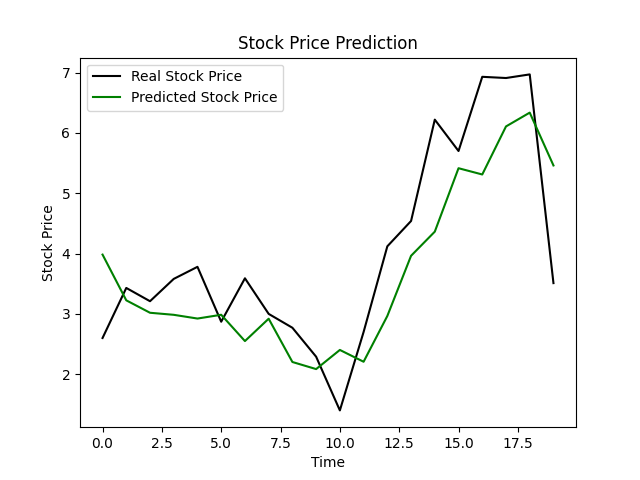 Stock Price Prediction
Real Stock Price
Predicted Stock Price
7
6
5
4
3
2
Stock Price
0.0 2.5 5.0 7.5 10.0 12.5 15.0 17.5
Time